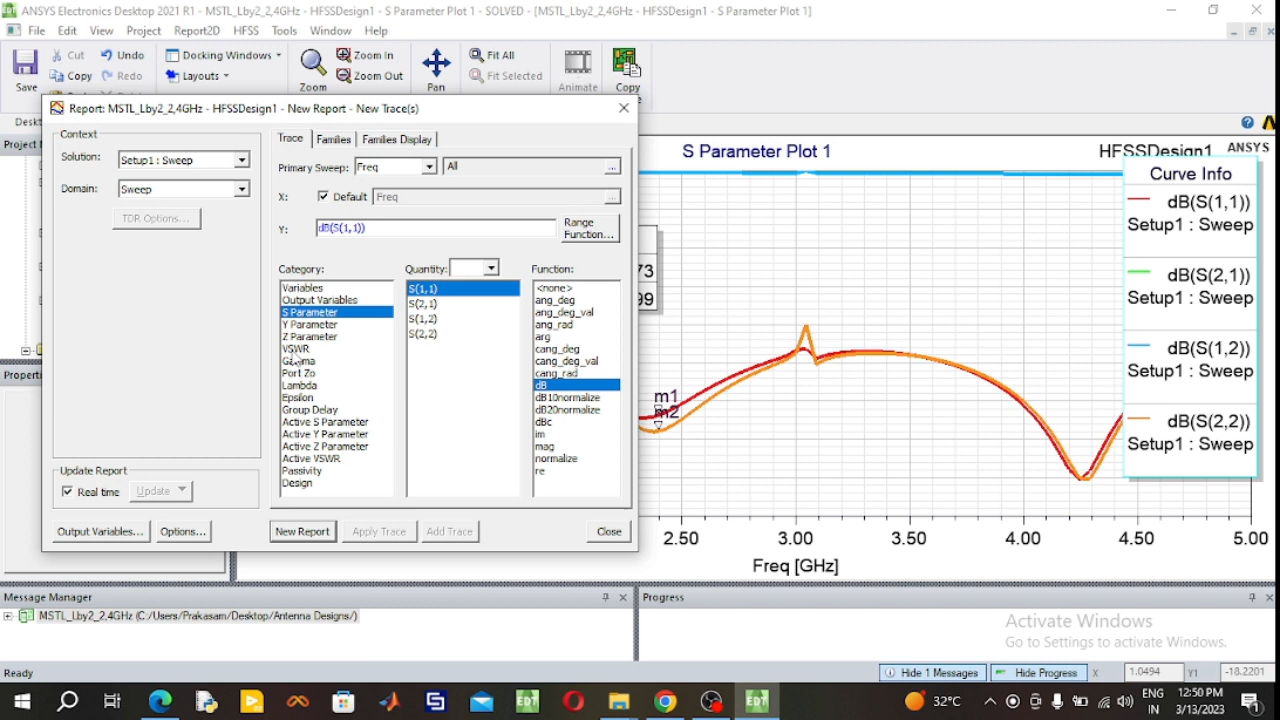 ANSYS Electronics Desktop 2021 R1 - MSTL_Lby2_2,4GHz - HFSSDesign1 - S Parameter Plot 1 - SOLVED - [MSTL_Lby2_2,4GHz - HFSSDesign1 - S Parameter Plot 1]
File Edit View Project Report2D HFSS Tools Window Help
Save Cut Copy Undo Redo Docking Windows Layouts Zoom Zoom In Zoom Out Pan Fit All Fit Selected Animate Copy
Report: MSTL_Lby2_2,4GHz - HFSSDesign1 - New Report - New Trace(s)
Deskt
Project M
Properti
Context
Solution: Setup1 : Sweep
Domain: Sweep
TDR Options...
Update Report
Real time Update
Output Variables... Options...
Trace Families Families Display
Primary Sweep: Freq All ...
X: Default Freq ...
Y: dB(S(1,1)) Range Function...
Category:
Variables
Output Variables
S Parameter
Y Parameter
Z Parameter
VSWR
Port Zo
Lambda
Epsilon
Group Delay
Active S Parameter
Active Y Parameter
Active Z Parameter
Active VSWR
Passivity
Design
Quantity:
S(1,1)
S(2,1)
S(1,2)
S(2,2)
Function:
<none>
ang_deg
ang_deg_val
ang_rad
arg
cang_deg
cang_deg_val
cang_rad
dB
dB10normalize
dB20normalize
dBc
im
mag
normalize
re
New Report Apply Trace Add Trace Close
S Parameter Plot 1
HFSSDesign1
ANSYS
73
99
m1
m2
Curve Info
dB(S(1,1))
Setup1 : Sweep
dB(S(2,1))
Setup1 : Sweep
dB(S(1,2))
Setup1 : Sweep
dB(S(2,2))
Setup1 : Sweep
2.50 3.00 3.50 4.00 4.50 5.00
Freq [GHz]
Message Manager
MSTL_Lby2_2,4GHz (C:/Users/Prakasam/Desktop/Antenna Designs/)
Progress
Activate Windows
Go to Settings to activate Windows.
Ready
Hide 1 Messages Hide Progress X 1.0494 Y1 -18.2201
EDT EDT 32°C ENG IN 12:50 PM 3/13/2023 1